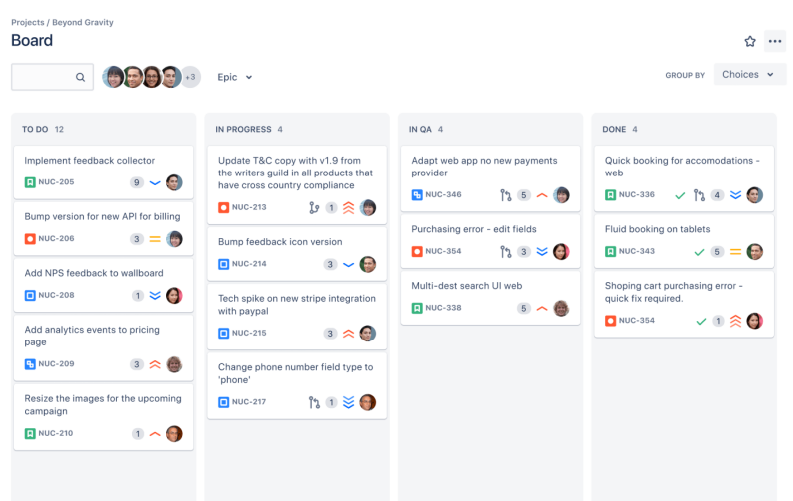 Projects / Beyond Gravity
Board
+3
Epic
GROUP BY
Choices
TO DO 12
Implement feedback collector
NUC-205
9
Bump version for new API for billing
NUC-206
3
Add NPS feedback to wallboard
NUC-208
1
Add analytics events to pricing
page
NUC-209
3
Resize the images for the upcoming
campaign
NUC-210
1
IN PROGRESS 4
Update T&C copy with v1.9 from
the writers guild in all products that
have cross country compliance
NUC-213
1
Bump feedback icon version
NUC-214
3
Tech spike on new stripe integration
with paypal
NUC-215
3
Change phone number field type to
'phone'
NUC-217
1
IN QA 4
Adapt web app no new payments
provider
NUC-346
5
Purchasing error - edit fields
NUC-354
3
Multi-dest search UI web
NUC-338
5
DONE 4
Quick booking for accomodations -
web
NUC-336
4
Fluid booking on tablets
NUC-343
5
Shoping cart purchasing error -
quick fix required.
NUC-354
1